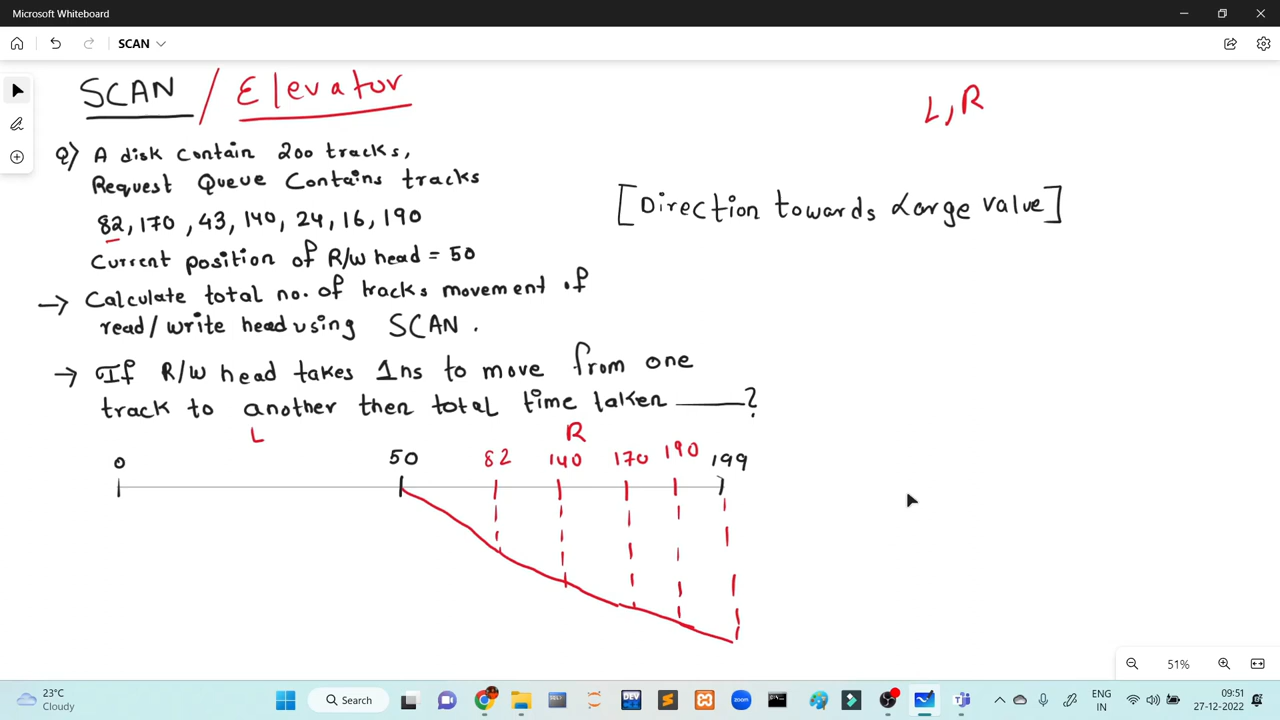 Microsoft Whiteboard
SCAN
SCAN / Elevator
L, R
Q) A disk contain 200 tracks,
Request Queue Contains tracks
82, 170, 43, 140, 24, 16, 190
[Direction towards Large value]
Current position of R/w head = 50
→ Calculate total no. of tracks movement of
read/write head using SCAN.
→ If R/W head takes 1ns to move from one
track to another then total time taken ____?
L R
0 50 82 140 170 190 199
51%
23°C
Cloudy
Search
DEV
zoom
ENG
IN
8:51
27-12-2022